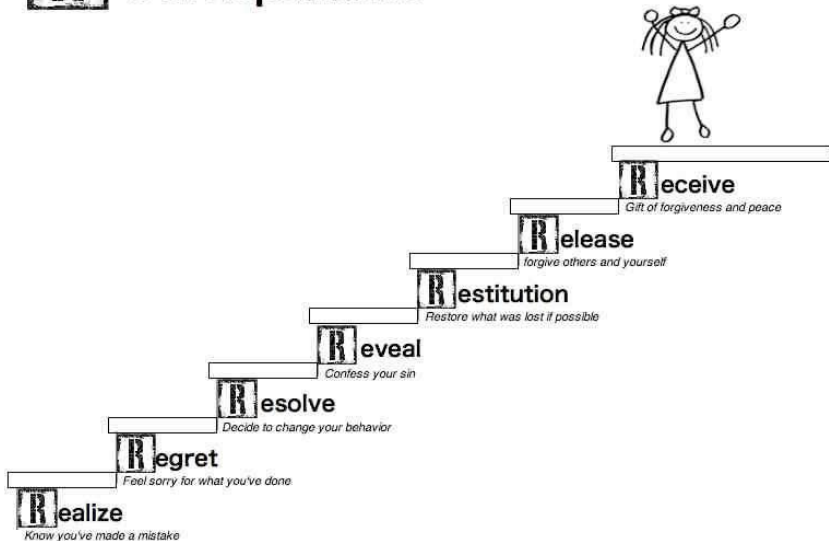 Receive
Gift of forgiveness and peace
Release
forgive others and yourself
Restitution
Restore what was lost if possible
Reveal
Confess your sin
Resolve
Decide to change your behavior
Regret
Feel sorry for what you've done
Realize
Know you've made a mistake